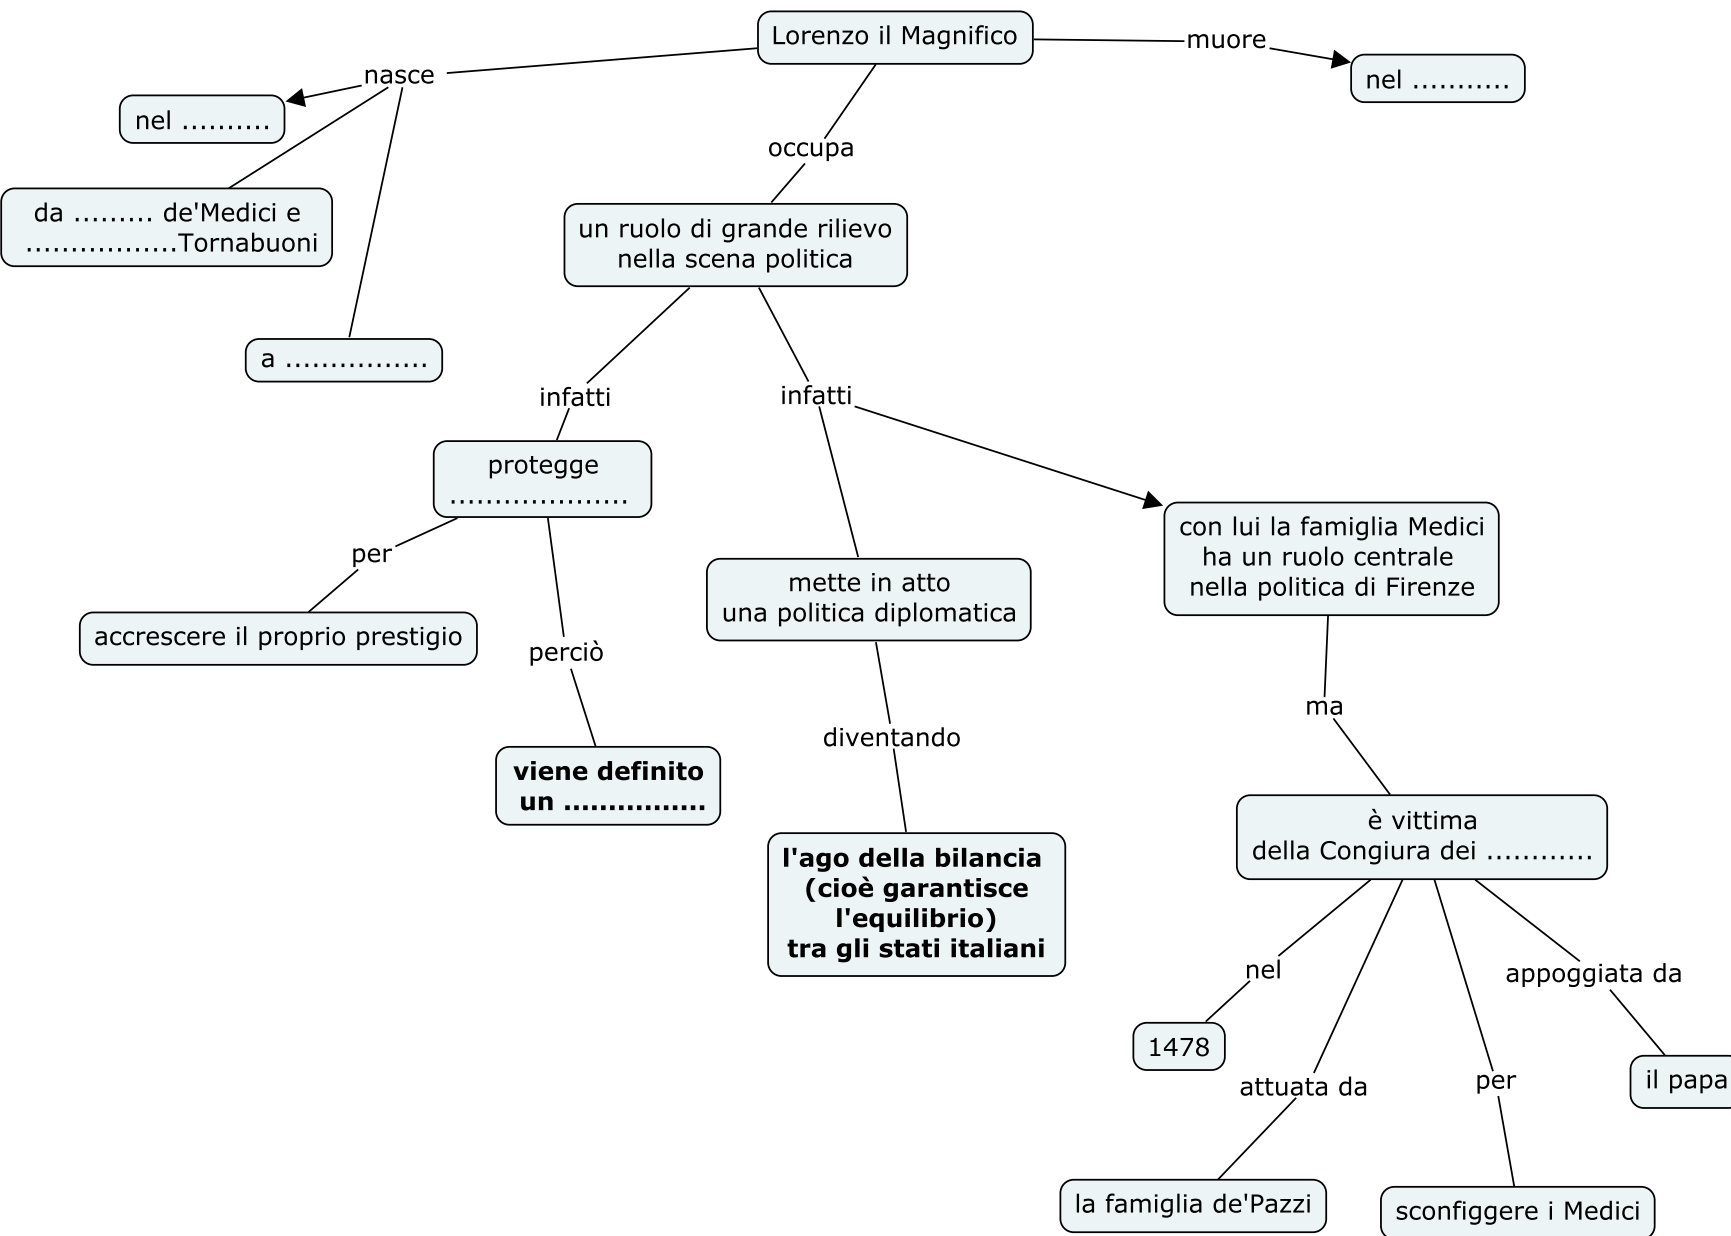 Lorenzo il Magnifico
muore
nel ...........
nasce
nel ..........
da ......... de'Medici e
.................Tornabuoni
a ................
occupa
un ruolo di grande rilievo
nella scena politica
infatti
infatti
protegge
....................
per
accrescere il proprio prestigio
perciò
viene definito
un ................
mette in atto
una politica diplomatica
diventando
l'ago della bilancia
(cioè garantisce
l'equilibrio)
tra gli stati italiani
con lui la famiglia Medici
ha un ruolo centrale
nella politica di Firenze
ma
è vittima
della Congiura dei ............
nel
1478
attuata da
la famiglia de'Pazzi
per
sconfiggere i Medici
appoggiata da
il papa